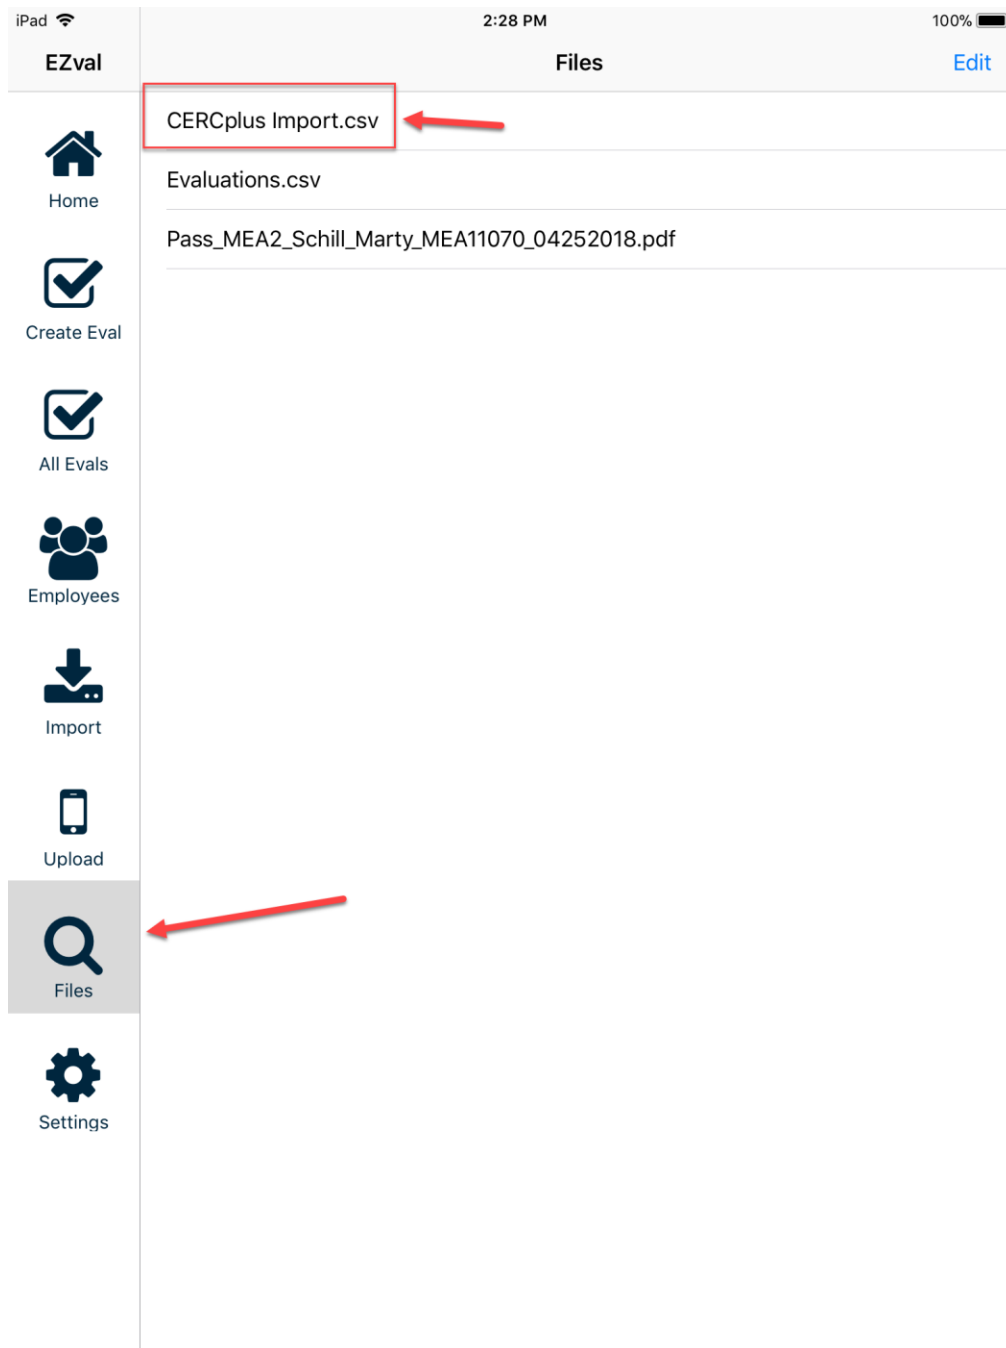 iPad 2:28 PM 100%
EZval Files Edit
CERCplus Import.csv
Evaluations.csv
Pass_MEA2_Schill_Marty_MEA11070_04252018.pdf
Home
Create Eval
All Evals
Employees
Import
Upload
Files
Settings